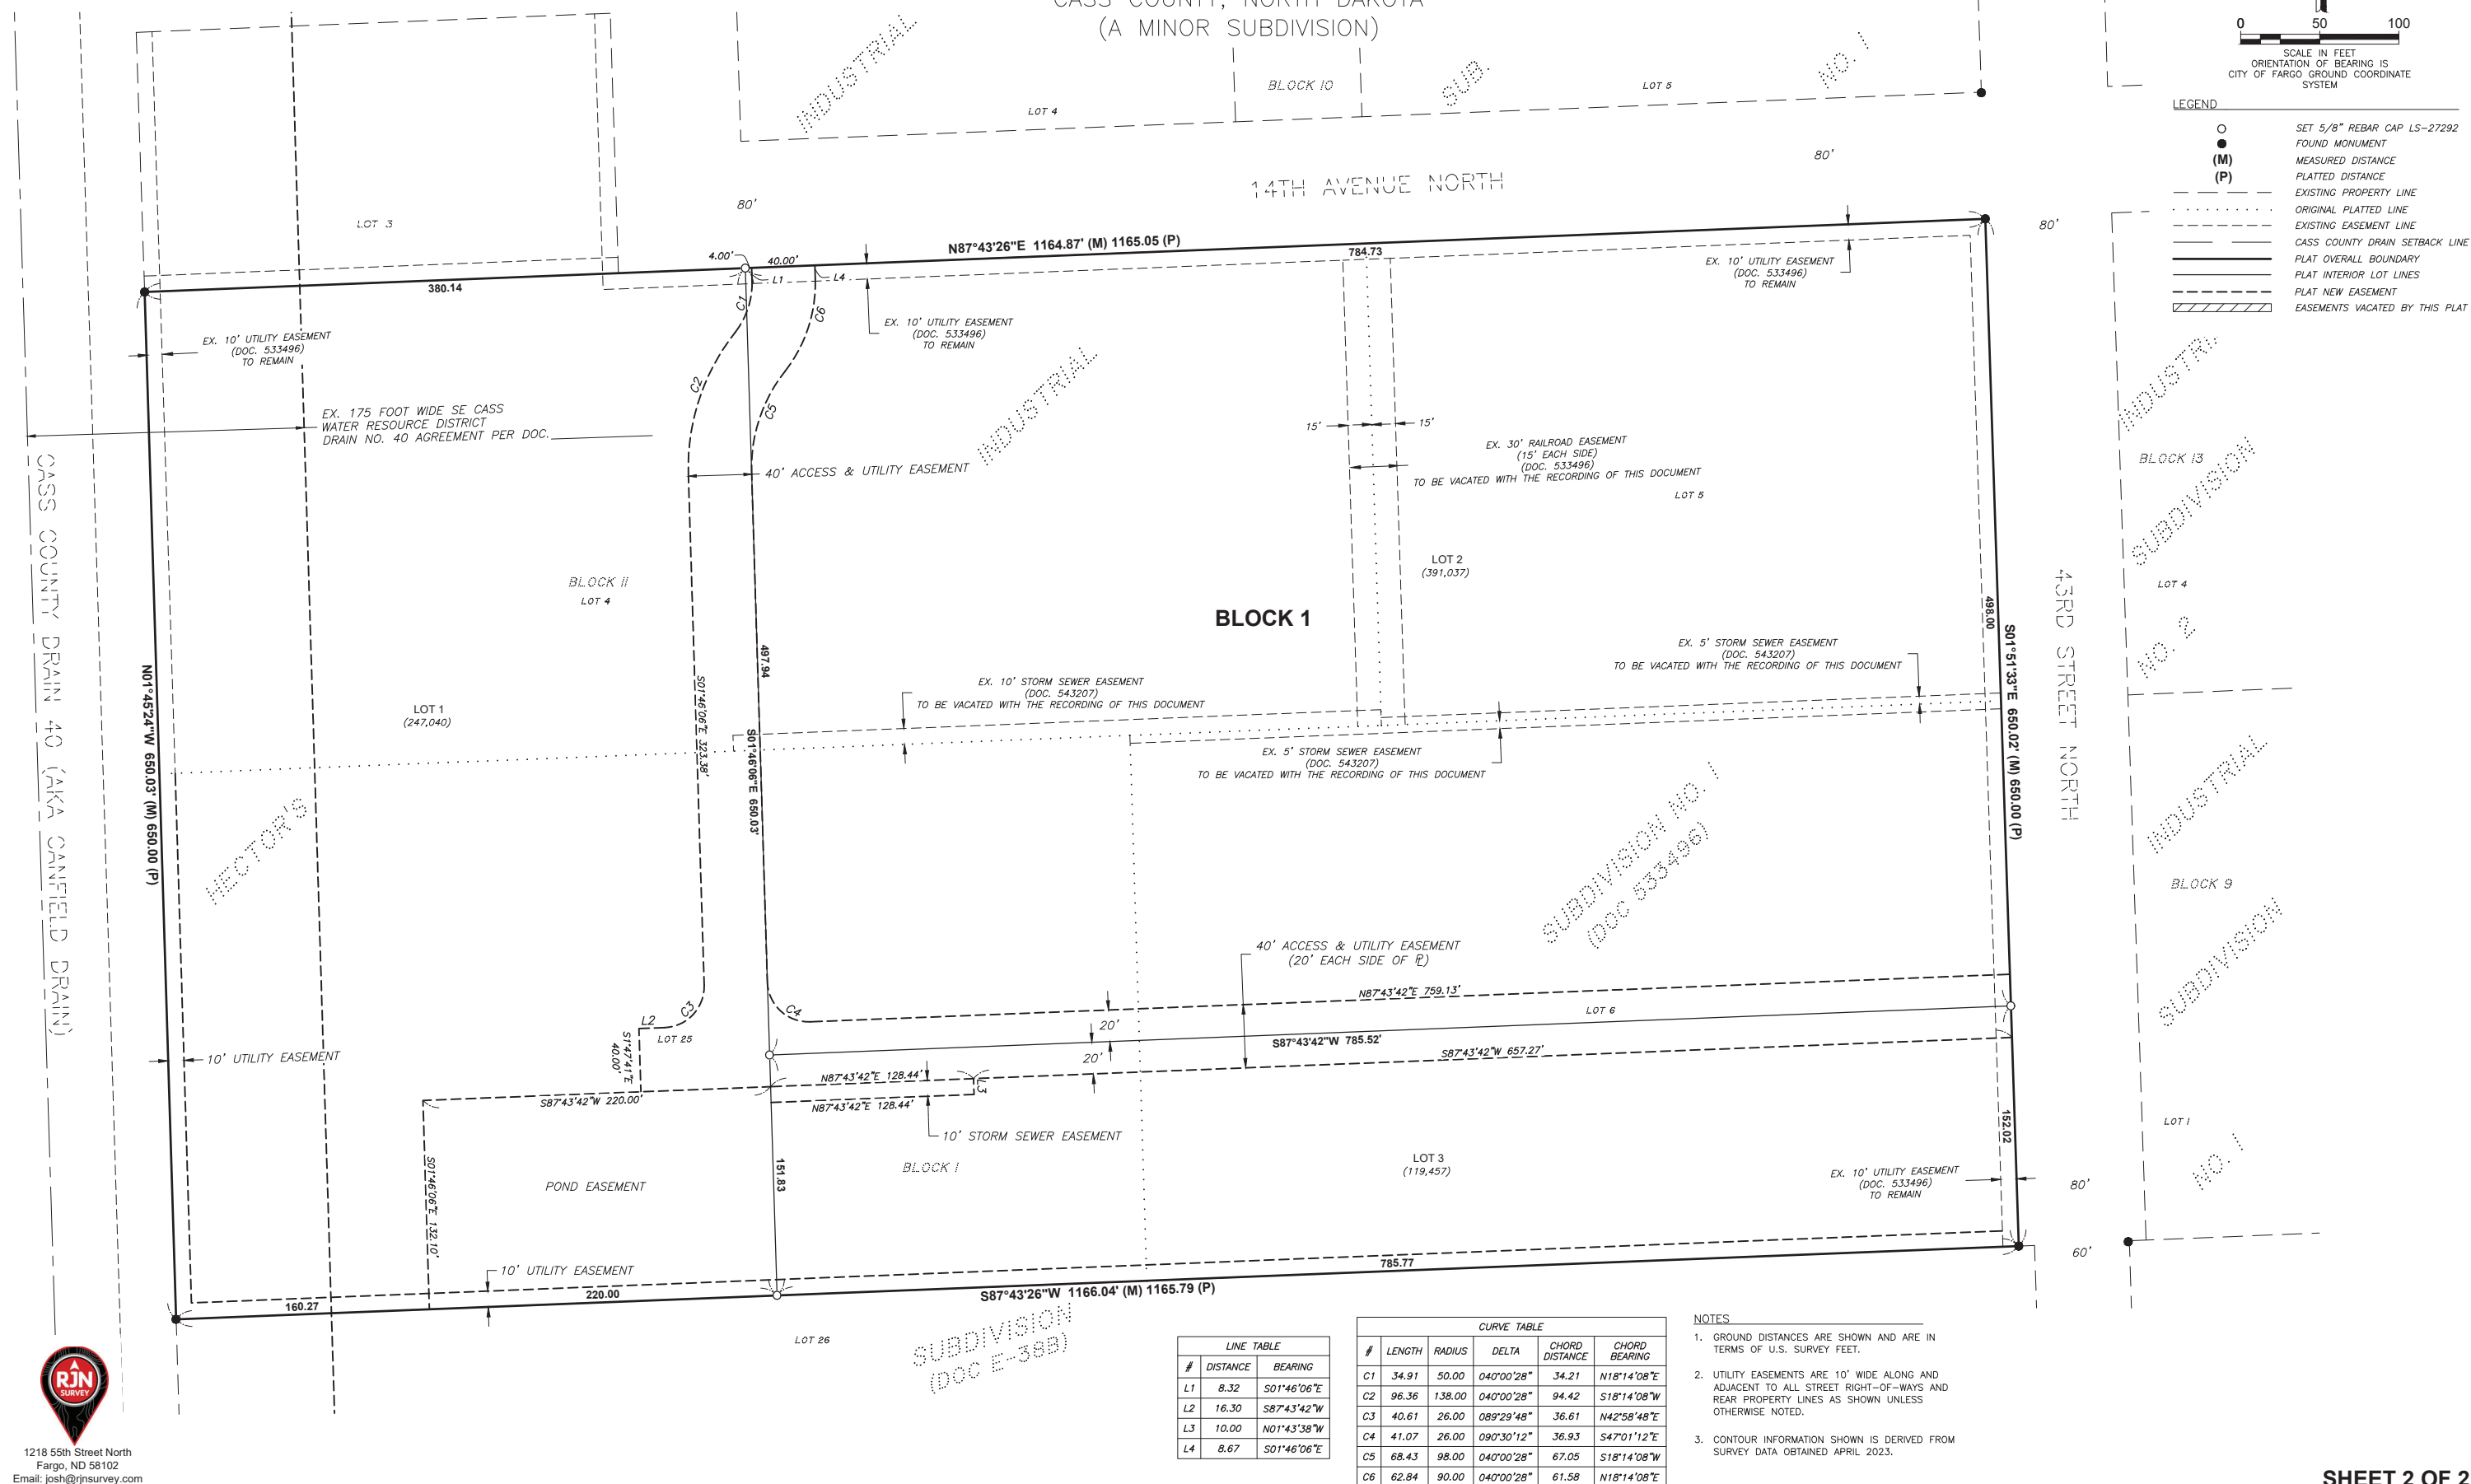 CASS COUNTY, NORTH DAKOTA
(A MINOR SUBDIVISION)
0 50 100
SCALE IN FEET
ORIENTATION OF BEARING IS
CITY OF FARGO GROUND COORDINATE
SYSTEM
LEGEND
SET 5/8" REBAR CAP LS-27292
FOUND MONUMENT
(M) MEASURED DISTANCE
(P) PLATTED DISTANCE
EXISTING PROPERTY LINE
ORIGINAL PLATTED LINE
EXISTING EASEMENT LINE
CASS COUNTY DRAIN SETBACK LINE
PLAT OVERALL BOUNDARY
PLAT INTERIOR LOT LINES
PLAT NEW EASEMENT
EASEMENTS VACATED BY THIS PLAT
INDUSTRIAL
SUB.
NO. 1
BLOCK 10
LOT 4
LOT 5
LOT 3
80'
80'
80'
14TH AVENUE NORTH
N87°43'26"E 1164.87' (M) 1165.05 (P)
4.00'
40.00'
L1
L4
380.14
784.73
EX. 10' UTILITY EASEMENT
(DOC. 533496)
TO REMAIN
EX. 10' UTILITY EASEMENT
(DOC. 533496)
TO REMAIN
EX. 10' UTILITY EASEMENT
(DOC. 533496)
TO REMAIN
C1
C6
C2
C5
EX. 175 FOOT WIDE SE CASS
WATER RESOURCE DISTRICT
DRAIN NO. 40 AGREEMENT PER DOC.
40' ACCESS & UTILITY EASEMENT
INDUSTRIAL
15'
15'
EX. 30' RAILROAD EASEMENT
(15' EACH SIDE)
(DOC. 533496)
TO BE VACATED WITH THE RECORDING OF THIS DOCUMENT
LOT 5
LOT 2
(391,037)
BLOCK 11
LOT 4
BLOCK 1
CASS COUNTY DRAIN 40 (AKA CANFIELD DRAIN)
N01°45'24"W 650.03' (M) 650.00 (P)
LOT 1
(247,040)
S01°46'06"E 323.38'
497.94
S01°46'06"E 650.03'
EX. 10' STORM SEWER EASEMENT
(DOC. 543207)
TO BE VACATED WITH THE RECORDING OF THIS DOCUMENT
EX. 5' STORM SEWER EASEMENT
(DOC. 543207)
TO BE VACATED WITH THE RECORDING OF THIS DOCUMENT
EX. 5' STORM SEWER EASEMENT
(DOC. 543207)
TO BE VACATED WITH THE RECORDING OF THIS DOCUMENT
498.00
S01°51'33"E 650.02' (M) 650.00 (P)
43RD STREET NORTH
BLOCK 13
SUBDIVISION
LOT 4
NO. 2
INDUSTRIAL
BLOCK 9
SUBDIVISION
LOT 1
NO. 1
HECTOR'S
SUBDIVISION NO. 1
(DOC 533496)
40' ACCESS & UTILITY EASEMENT
(20' EACH SIDE OF ℄)
N87°43'42"E 759.13'
LOT 6
C3
C4
L2
LOT 25
S1°47'41"E
40.00'
20'
20'
S87°43'42"W 785.52'
S87°43'42"W 657.27'
10' UTILITY EASEMENT
N87°43'42"E 128.44'
L3
S87°43'42"W 220.00'
N87°43'42"E 128.44'
10' STORM SEWER EASEMENT
BLOCK 1
LOT 3
(119,457)
152.02
151.83
S01°46'06"E 132.10'
POND EASEMENT
EX. 10' UTILITY EASEMENT
(DOC. 533496)
TO REMAIN
80'
60'
10' UTILITY EASEMENT
160.27
220.00
785.77
S87°43'26"W 1166.04' (M) 1165.79 (P)
LOT 26
SUBDIVISION
(DOC E-38B)
LINE TABLE
# DISTANCE BEARING
L1 8.32 S01°46'06"E
L2 16.30 S87°43'42"W
L3 10.00 N01°43'38"W
L4 8.67 S01°46'06"E
CURVE TABLE
# LENGTH RADIUS DELTA CHORD DISTANCE CHORD BEARING
C1 34.91 50.00 040°00'28" 34.21 N18°14'08"E
C2 96.36 138.00 040°00'28" 94.42 S18°14'08"W
C3 40.61 26.00 089°29'48" 36.61 N42°58'48"E
C4 41.07 26.00 090°30'12" 36.93 S47°01'12"E
C5 68.43 98.00 040°00'28" 67.05 S18°14'08"W
C6 62.84 90.00 040°00'28" 61.58 N18°14'08"E
NOTES
1. GROUND DISTANCES ARE SHOWN AND ARE IN
TERMS OF U.S. SURVEY FEET.
2. UTILITY EASEMENTS ARE 10' WIDE ALONG AND
ADJACENT TO ALL STREET RIGHT-OF-WAYS AND
REAR PROPERTY LINES AS SHOWN UNLESS
OTHERWISE NOTED.
3. CONTOUR INFORMATION SHOWN IS DERIVED FROM
SURVEY DATA OBTAINED APRIL 2023.
RJN
SURVEY
1218 55th Street North
Fargo, ND 58102
Email: josh@rjnsurvey.com
SHEET 2 OF 2